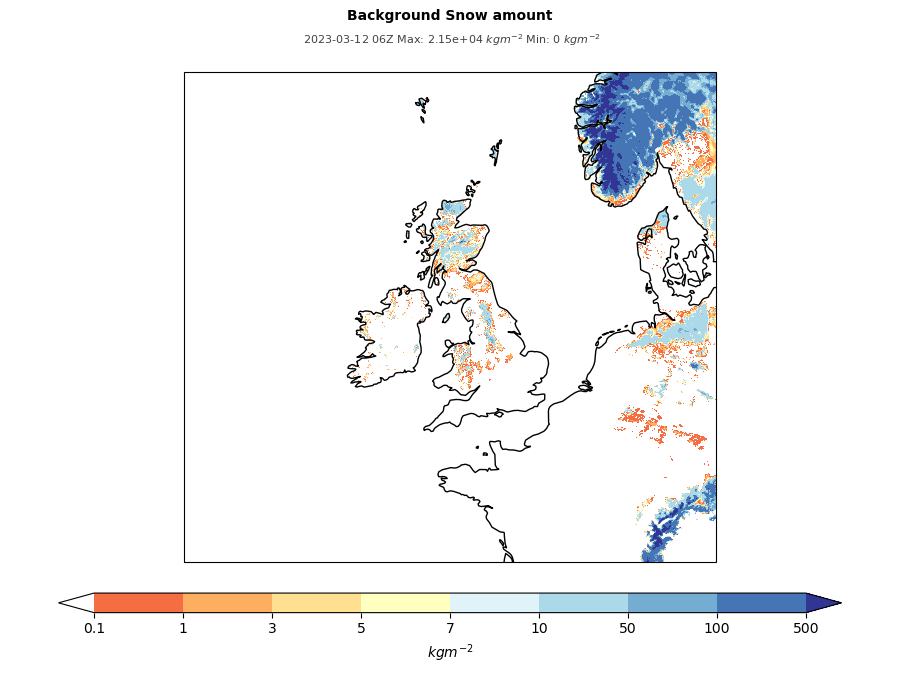 Background Snow amount
2023-03-12 06Z Max: 2.15e+04 kgm⁻² Min: 0 kgm⁻²
0.1 1 3 5 7 10 50 100 500
kgm⁻²